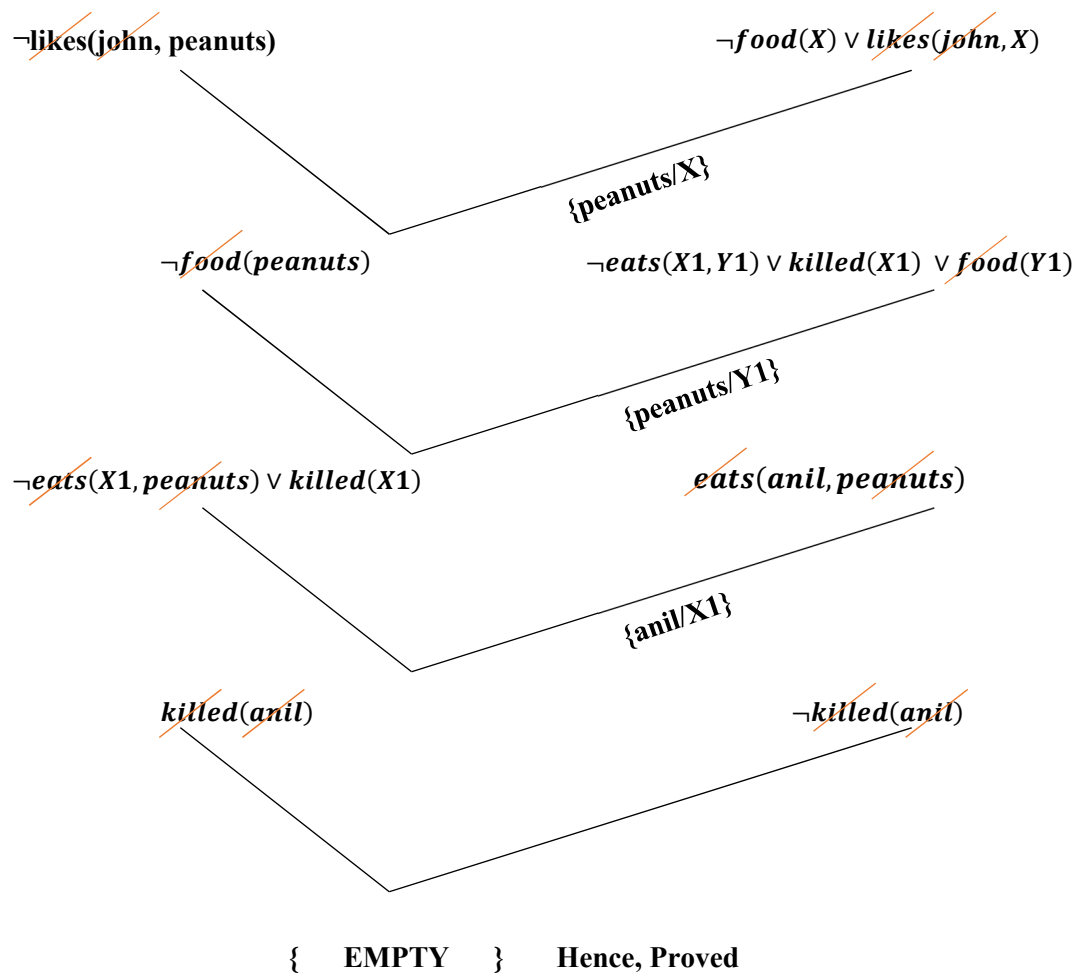 ¬likes(john, peanuts) ¬food(X) ∨ likes(john, X)
{peanuts/X}
¬food(peanuts) ¬eats(X1, Y1) ∨ killed(X1) ∨ food(Y1)
{peanuts/Y1}
¬eats(X1, peanuts) ∨ killed(X1) eats(anil, peanuts)
{anil/X1}
killed(anil) ¬killed(anil)
{ EMPTY } Hence, Proved